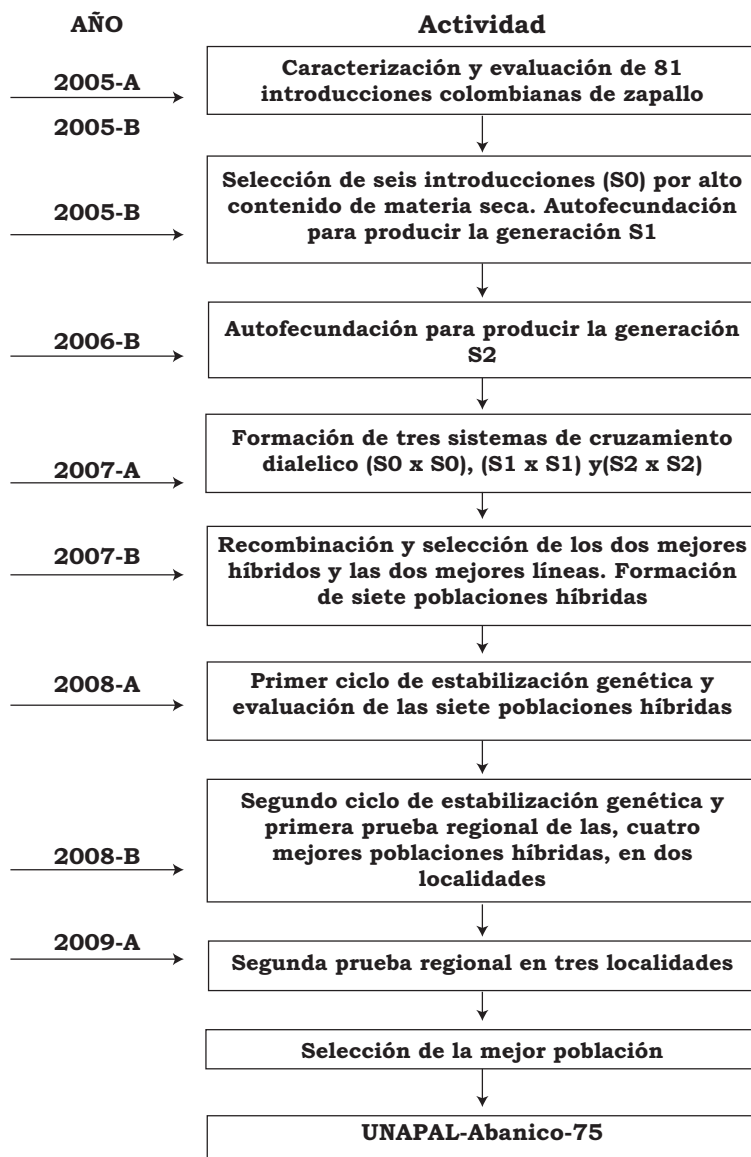 AÑO
Actividad
2005-A
2005-B
Caracterización y evaluación de 81
introducciones colombianas de zapallo
2005-B
Selección de seis introducciones (S0) por alto
contenido de materia seca. Autofecundación
para producir la generación S1
2006-B
Autofecundación para producir la generación
S2
2007-A
Formación de tres sistemas de cruzamiento
dialelico (S0 x S0), (S1 x S1) y(S2 x S2)
2007-B
Recombinación y selección de los dos mejores
híbridos y las dos mejores líneas. Formación
de siete poblaciones híbridas
2008-A
Primer ciclo de estabilización genética y
evaluación de las siete poblaciones híbridas
2008-B
Segundo ciclo de estabilización genética y
primera prueba regional de las, cuatro
mejores poblaciones híbridas, en dos
localidades
2009-A
Segunda prueba regional en tres localidades
Selección de la mejor población
UNAPAL-Abanico-75